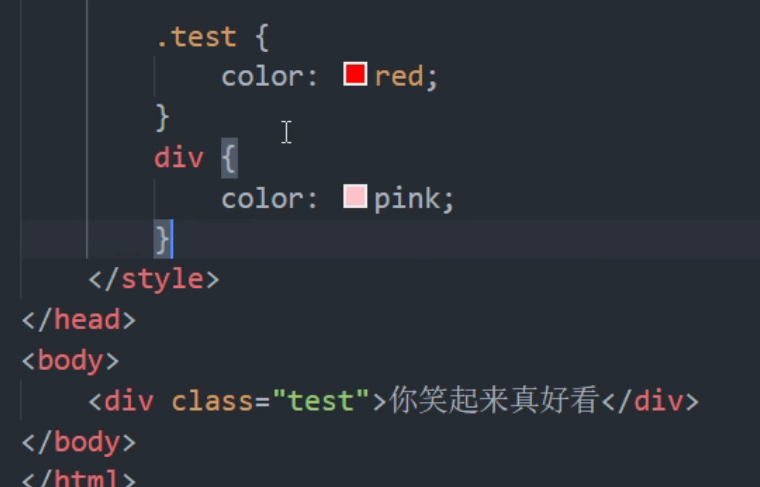 .test {
color: red;
}
div {
color: pink;
}
</style>
</head>
<body>
<div class="test">你笑起来真好看</div>
</body>
</html>